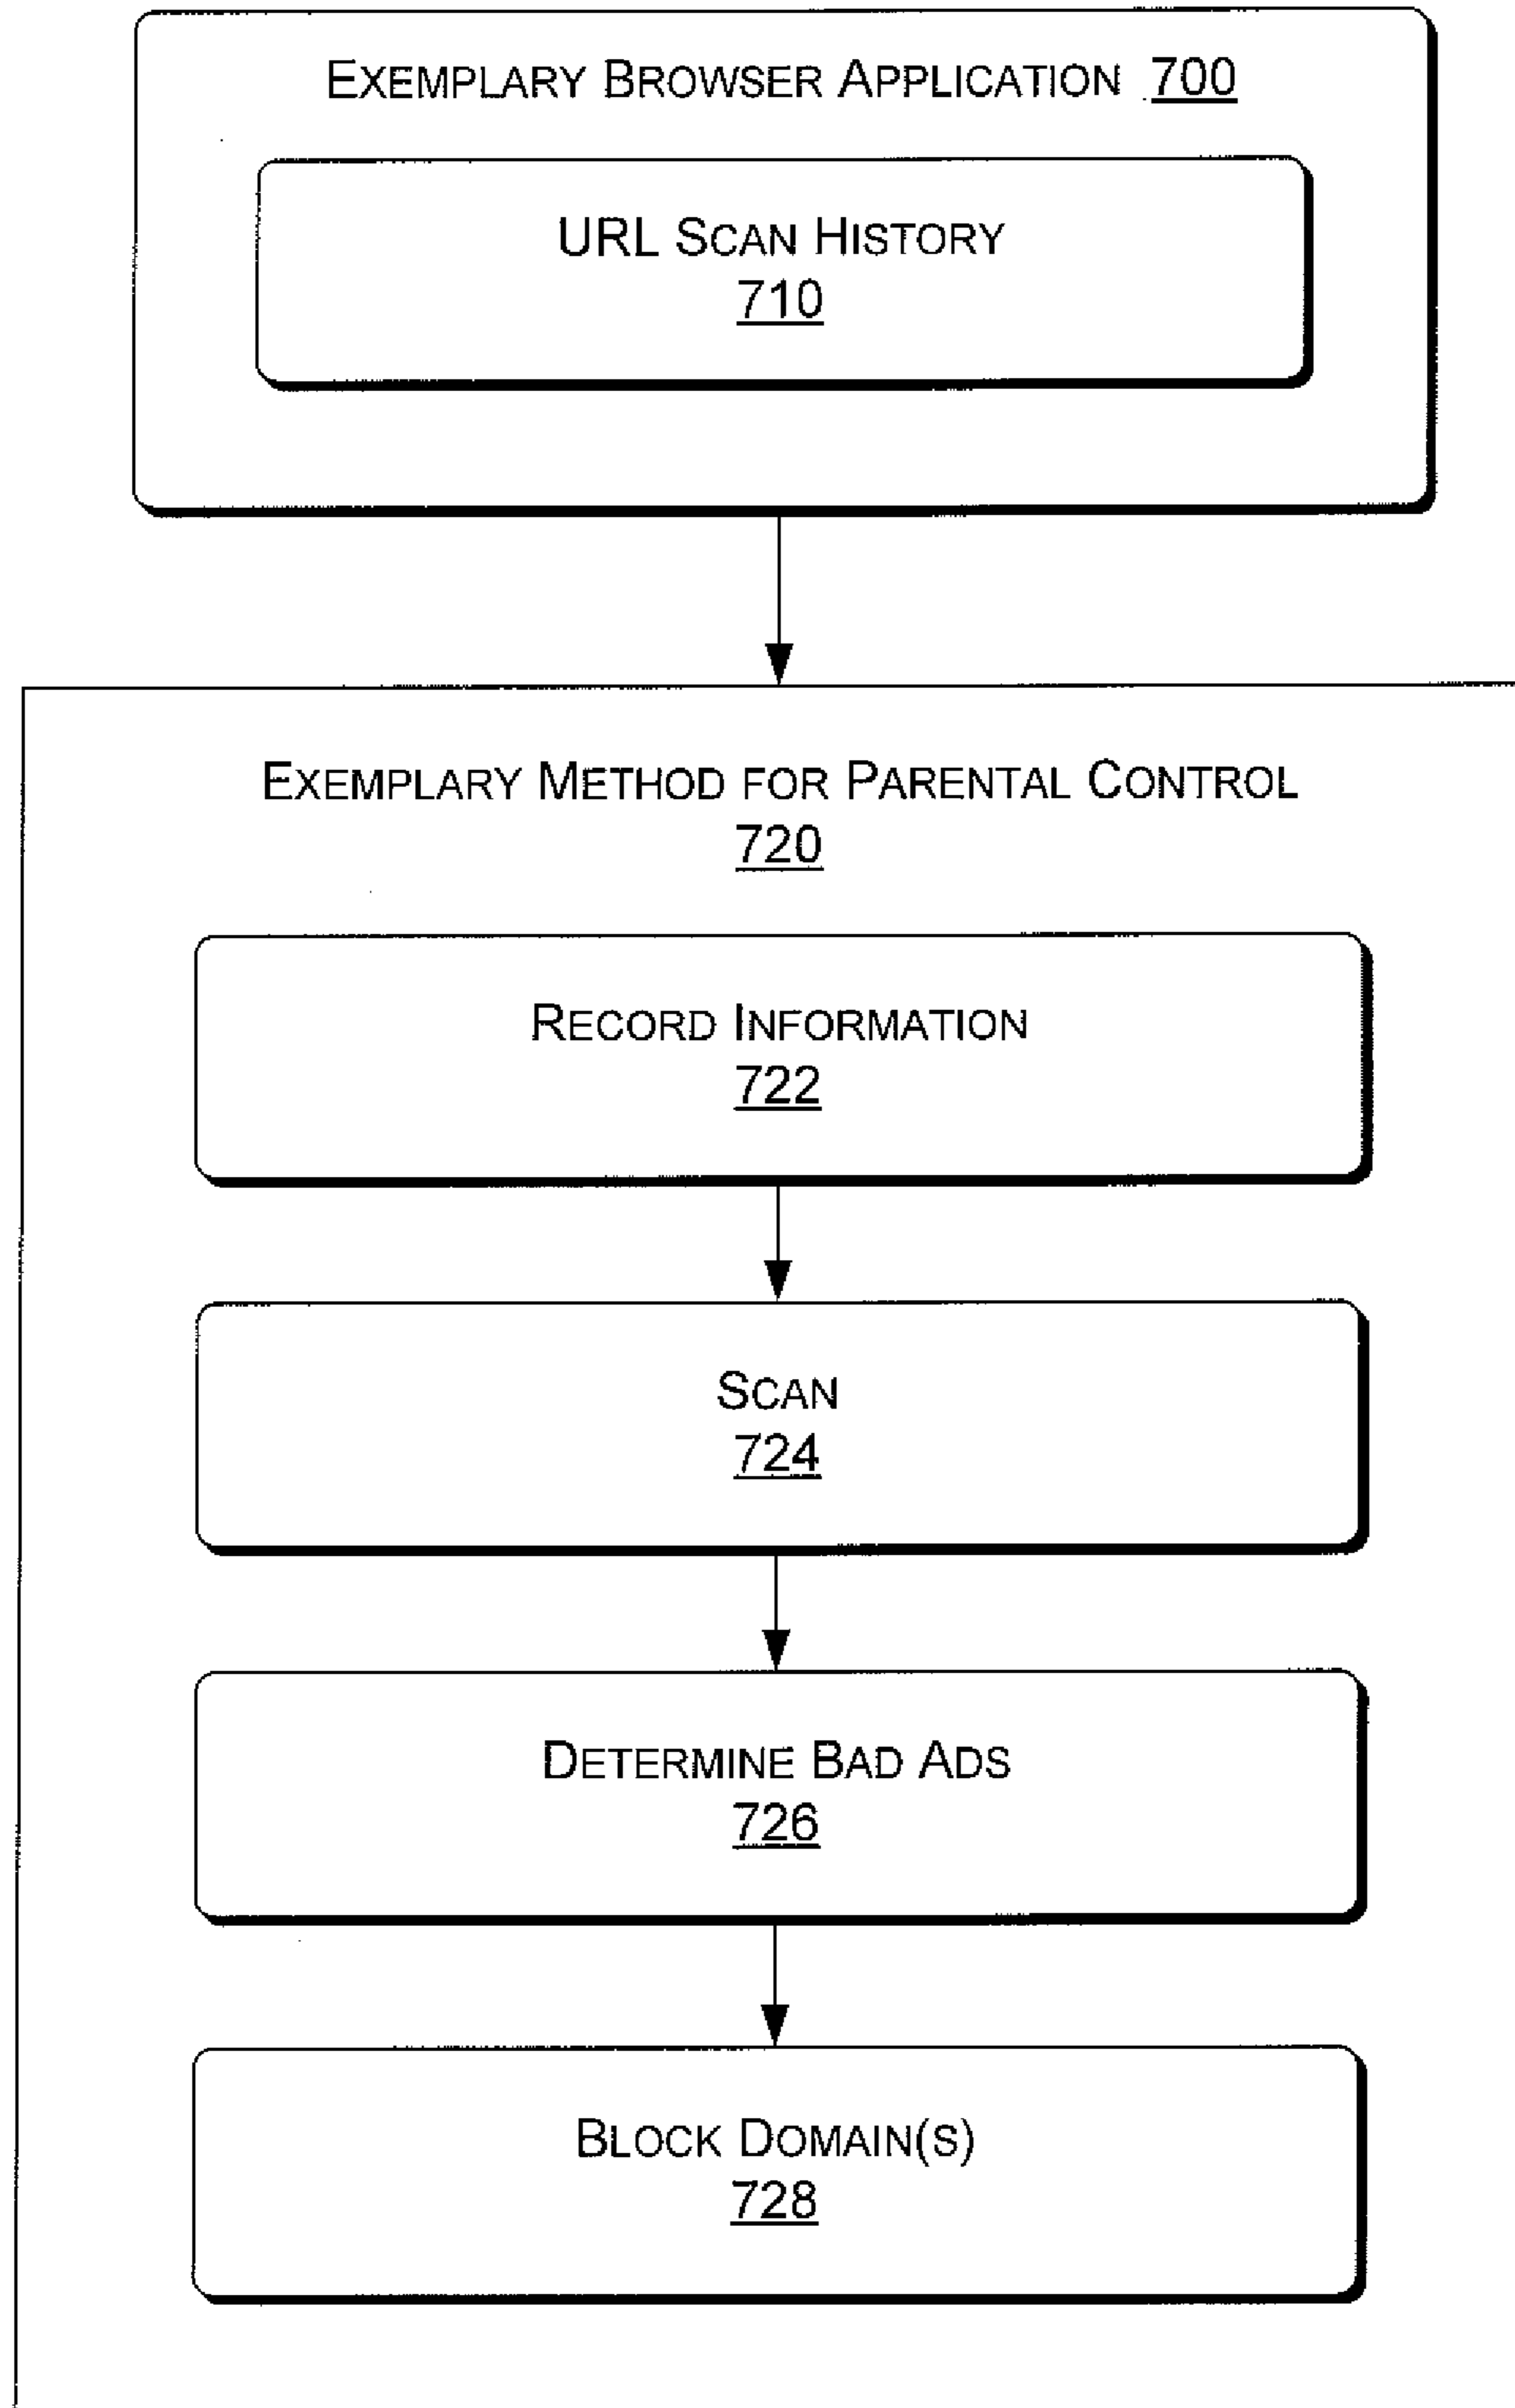 EXEMPLARY BROWSER APPLICATION 700
URL SCAN HISTORY
710
EXEMPLARY METHOD FOR PARENTAL CONTROL
720
RECORD INFORMATION
722
SCAN
724
DETERMINE BAD ADS
726
BLOCK DOMAIN(S)
728